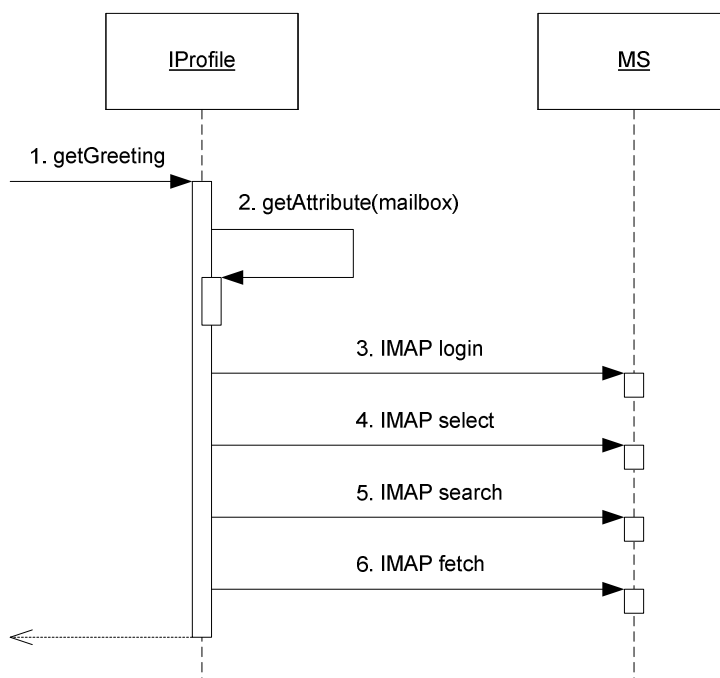 IProfile
MS
1. getGreeting
2. getAttribute(mailbox)
3. IMAP login
4. IMAP select
5. IMAP search
6. IMAP fetch